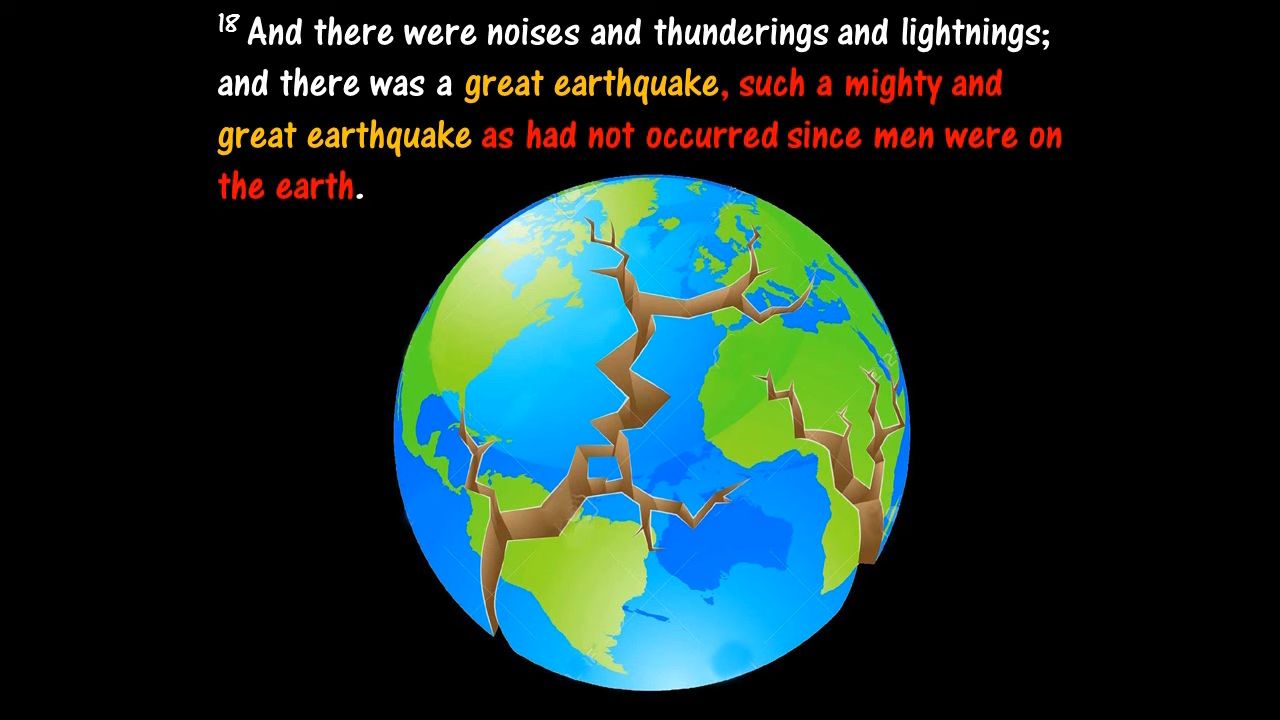 18 And there were noises and thunderings and lightnings;
and there was a great earthquake, such a mighty and
great earthquake as had not occurred since men were on
the earth.